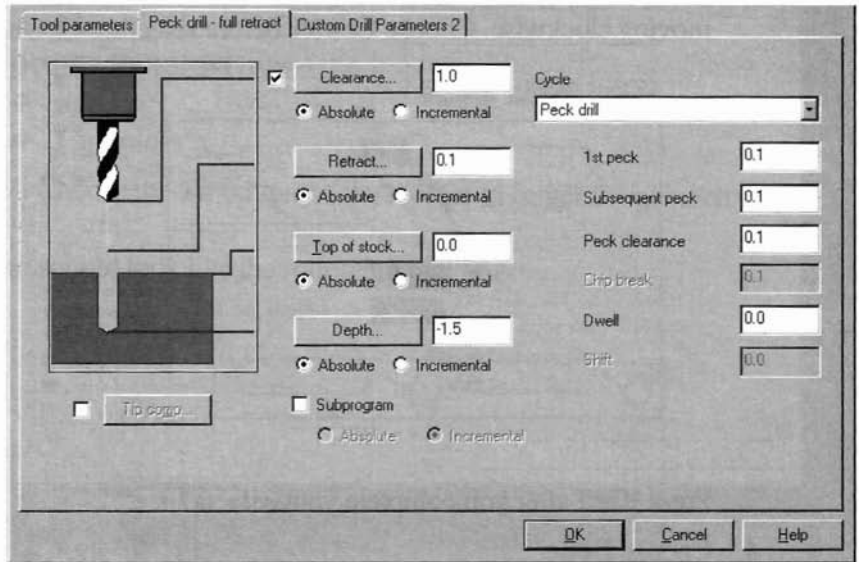 Tool parameters
Peck drill - full retract
Custom Drill Parameters 2
Clearance...
1.0
Absolute
Incremental
Retract...
0.1
Absolute
Incremental
Top of stock...
0.0
Absolute
Incremental
Depth...
-1.5
Absolute
Incremental
Tip comp...
Subprogram
Absolute
Incremental
Cycle
Peck drill
1st peck
0.1
Subsequent peck
0.1
Peck clearance
0.1
Chip break
0.1
Dwell
0.0
Shift
0.0
OK
Cancel
Help